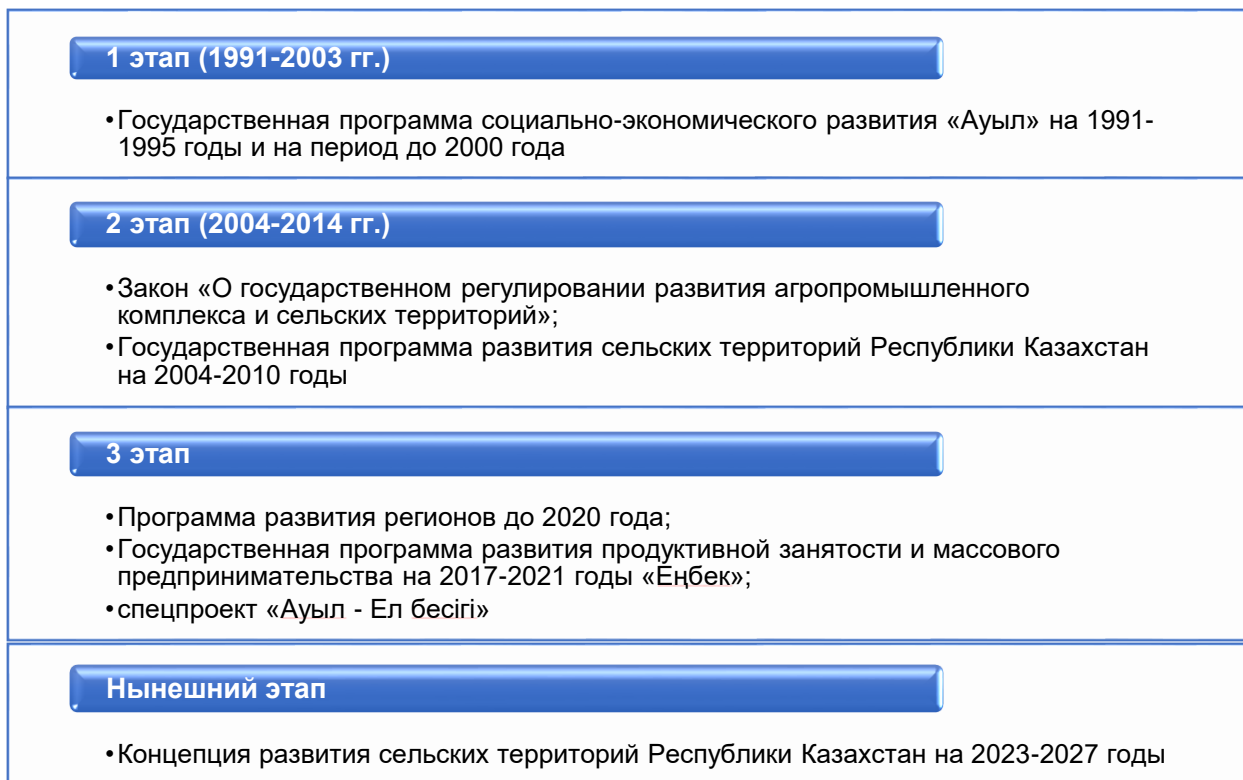 1 этап (1991-2003 гг.)
•Государственная программа социально-экономического развития «Ауыл» на 1991-
1995 годы и на период до 2000 года
2 этап (2004-2014 гг.)
•Закон «О государственном регулировании развития агропромышленного
комплекса и сельских территорий»;
•Государственная программа развития сельских территорий Республики Казахстан
на 2004-2010 годы
3 этап
•Программа развития регионов до 2020 года;
•Государственная программа развития продуктивной занятости и массового
предпринимательства на 2017-2021 годы «Еңбек»;
•спецпроект «Ауыл - Ел бесігі»
Нынешний этап
•Концепция развития сельских территорий Республики Казахстан на 2023-2027 годы